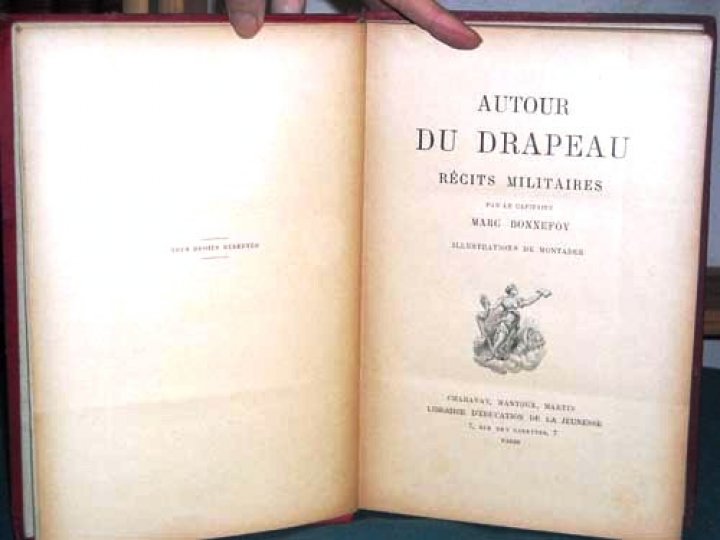 TOUS DROITS RÉSERVÉS
AUTOUR
DU DRAPEAU
RÉCITS MILITAIRES
PAR LE CAPITAINE
MARC BONNEFOY
ILLUSTRATIONS DE MONTADER
CHARAVAY, MANTOUX, MARTIN
LIBRAIRIE D'ÉDUCATION DE LA JEUNESSE
7, RUE DES CANETTES, 7
PARIS